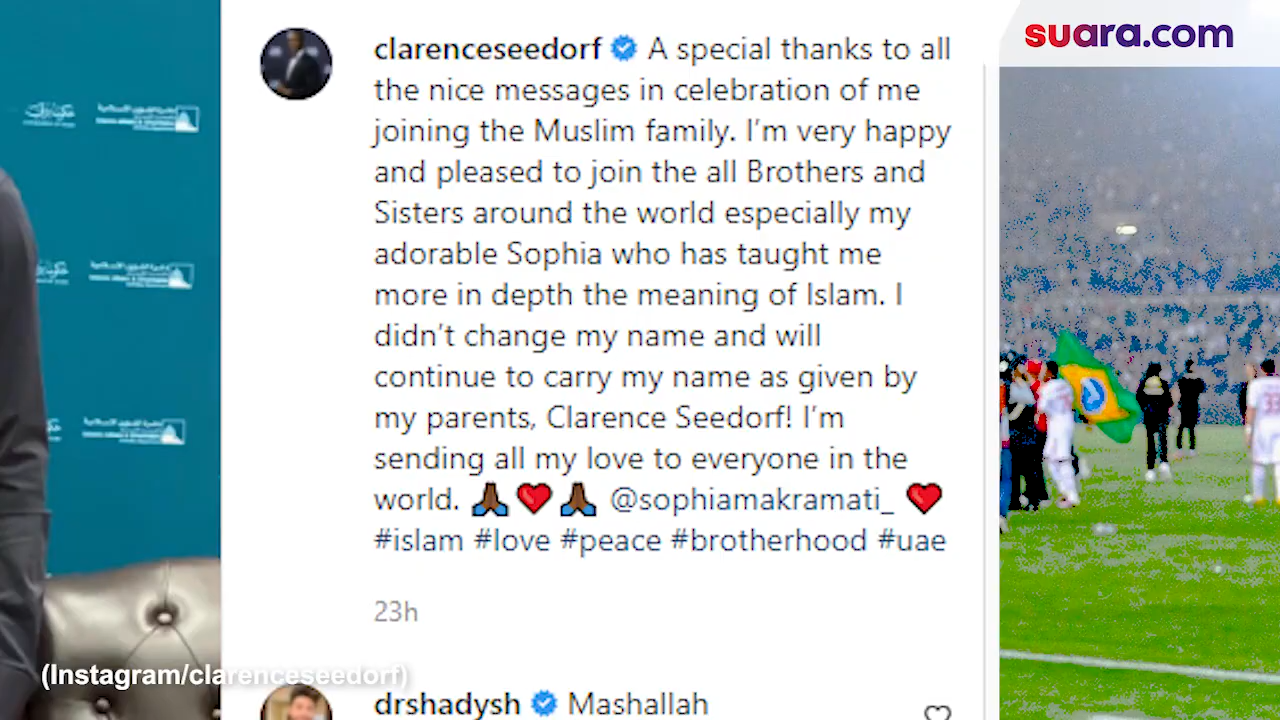 suara.com
clarenceseedorf A special thanks to all
the nice messages in celebration of me
joining the Muslim family. I'm very happy
and pleased to join the all Brothers and
Sisters around the world especially my
adorable Sophia who has taught me
more in depth the meaning of Islam. I
didn't change my name and will
continue to carry my name as given by
my parents, Clarence Seedorf! I'm
sending all my love to everyone in the
world. 🙏🏾❤️🙏🏾 @sophiamakramati_ ❤️
#islam #love #peace #brotherhood #uae
23h
(Instagram/clarenceseedorf)
drshadysh Mashallah